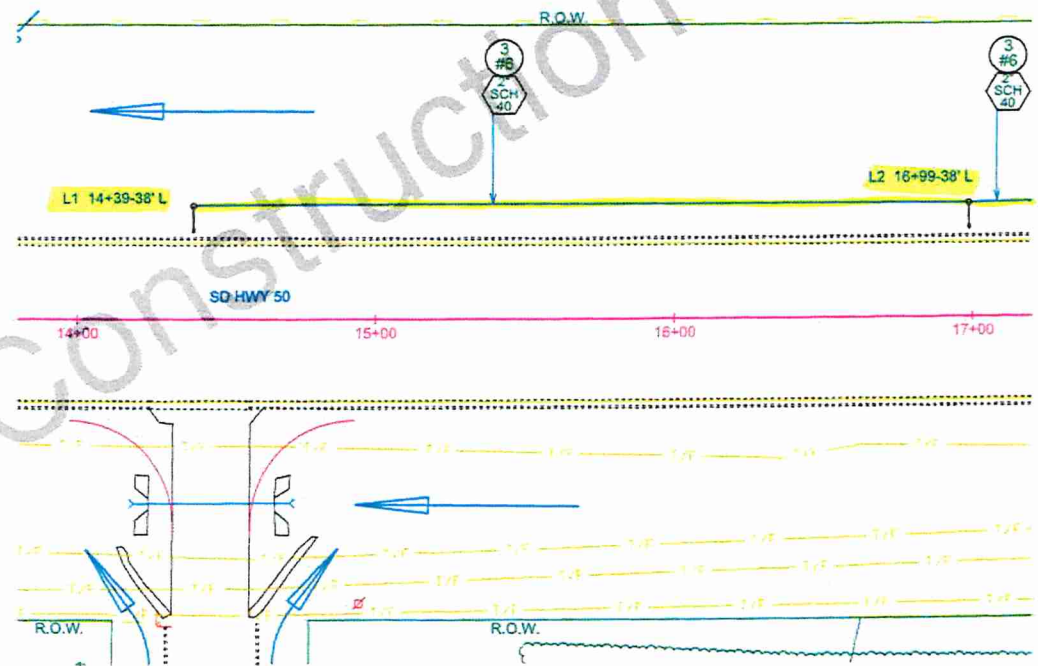 R.O.W.
3
#6
2"
SCH
40
3
#6
2"
SCH
40
L1 14+39-38' L
L2 16+99-38' L
SD HWY 50
14+00
15+00
16+00
17+00
Construction
T/F T/F T/F T/F T/F T/F
T/F T/F T/F T/F T/F T/F T/F
T/F T/F T/F T/F T/F T/F
T/F T/F T/F T/F T/F
R.O.W.
R.O.W.